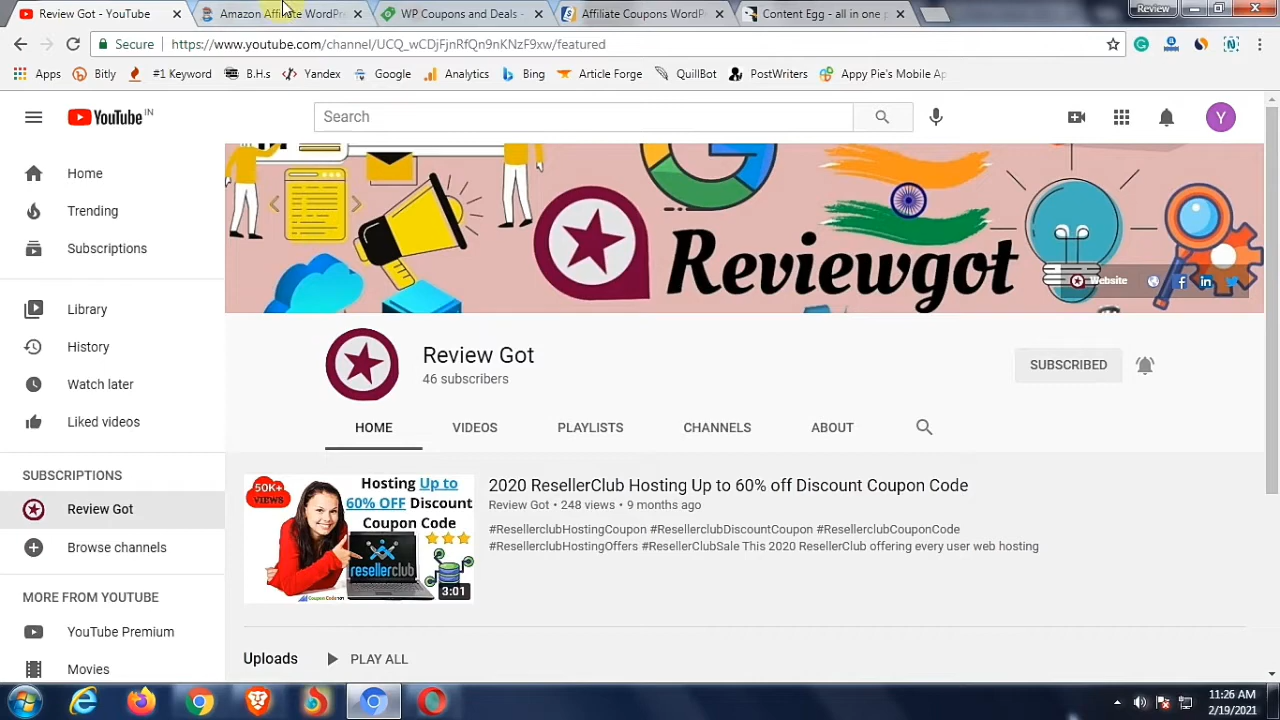 Review Got - YouTube
Amazon Affiliate WordPr
WP Coupons and Deals -
Affiliate Coupons WordP
Content Egg - all in one p
Review
Secure
https://www.youtube.com/channel/UCQ_wCDjFjnRfQn9nKNzF9xw/featured
Apps
Bitly
#1 Keyword
B.H.s
Yandex
Google
Analytics
Bing
Article Forge
QuillBot
PostWriters
Appy Pie's Mobile Ap
YouTube IN
Search
Y
Home
Trending
Subscriptions
Library
History
Watch later
Liked videos
SUBSCRIPTIONS
Review Got
Browse channels
MORE FROM YOUTUBE
YouTube Premium
Movies
Reviewgot
Website
Review Got
46 subscribers
SUBSCRIBED
HOME
VIDEOS
PLAYLISTS
CHANNELS
ABOUT
50K+
VIEWS
Hosting Up to
60% OFF Discount
Coupon Code
resellerclub
3:01
2020 ResellerClub Hosting Up to 60% off Discount Coupon Code
Review Got • 248 views • 9 months ago
#ResellerclubHostingCoupon #ResellerclubDiscountCoupon #ResellerclubCouponCode
#ResellerclubHostingOffers #ResellerClubSale This 2020 ResellerClub offering every user web hosting
Uploads
PLAY ALL
11:26 AM
2/19/2021